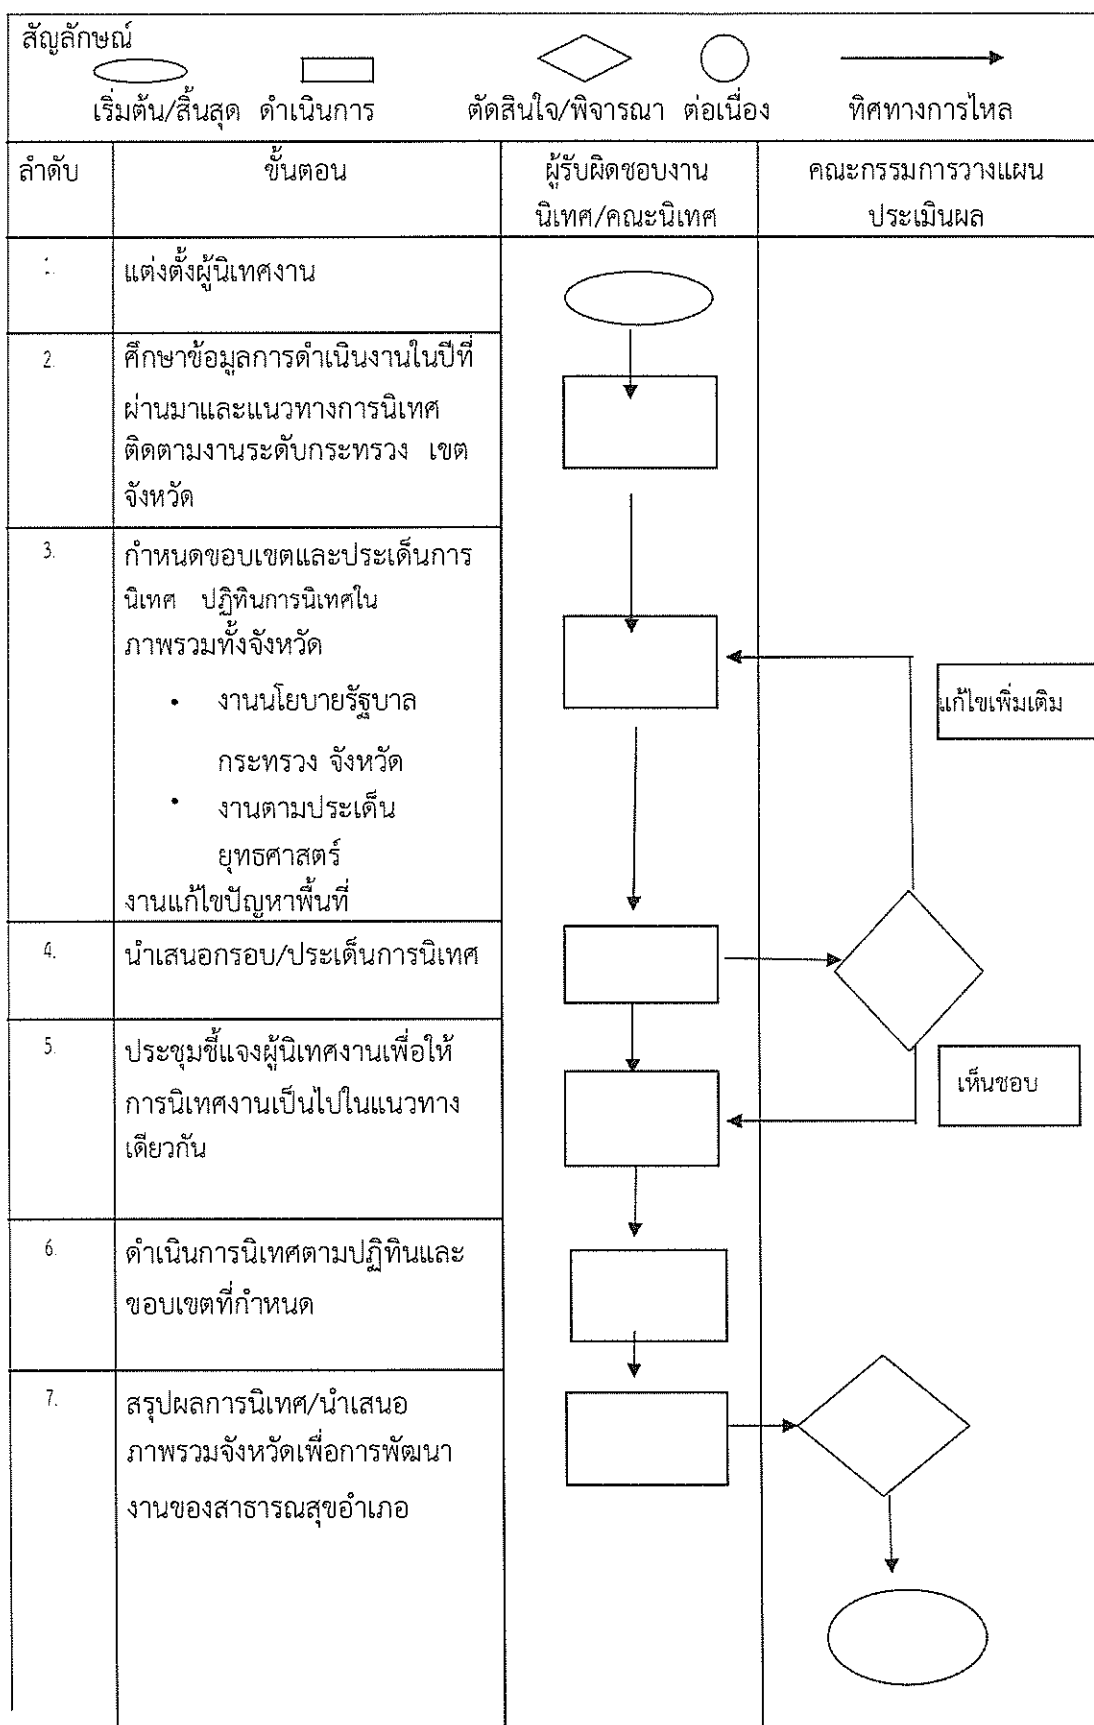 สัญลักษณ์
เริ่มต้น/สิ้นสุด ดำเนินการ ตัดสินใจ/พิจารณา ต่อเนื่อง ทิศทางการไหล
ลำดับ ขั้นตอน ผู้รับผิดชอบงาน คณะกรรมการวางแผน
นิเทศ/คณะนิเทศ ประเมินผล
1. แต่งตั้งผู้นิเทศงาน
2. ศึกษาข้อมูลการดำเนินงานในปีที่
ผ่านมาและแนวทางการนิเทศ
ติดตามงานระดับกระทรวง เขต
จังหวัด
3. กำหนดขอบเขตและประเด็นการ
นิเทศ ปฏิทินการนิเทศใน
ภาพรวมทั้งจังหวัด
• งานนโยบายรัฐบาล
กระทรวง จังหวัด
• งานตามประเด็น
ยุทธศาสตร์
งานแก้ไขปัญหาพื้นที่
แก้ไขเพิ่มเติม
4. นำเสนอกรอบ/ประเด็นการนิเทศ
5. ประชุมชี้แจงผู้นิเทศงานเพื่อให้
การนิเทศงานเป็นไปในแนวทาง
เดียวกัน
เห็นชอบ
6. ดำเนินการนิเทศตามปฏิทินและ
ขอบเขตที่กำหนด
7. สรุปผลการนิเทศ/นำเสนอ
ภาพรวมจังหวัดเพื่อการพัฒนา
งานของสาธารณสุขอำเภอ